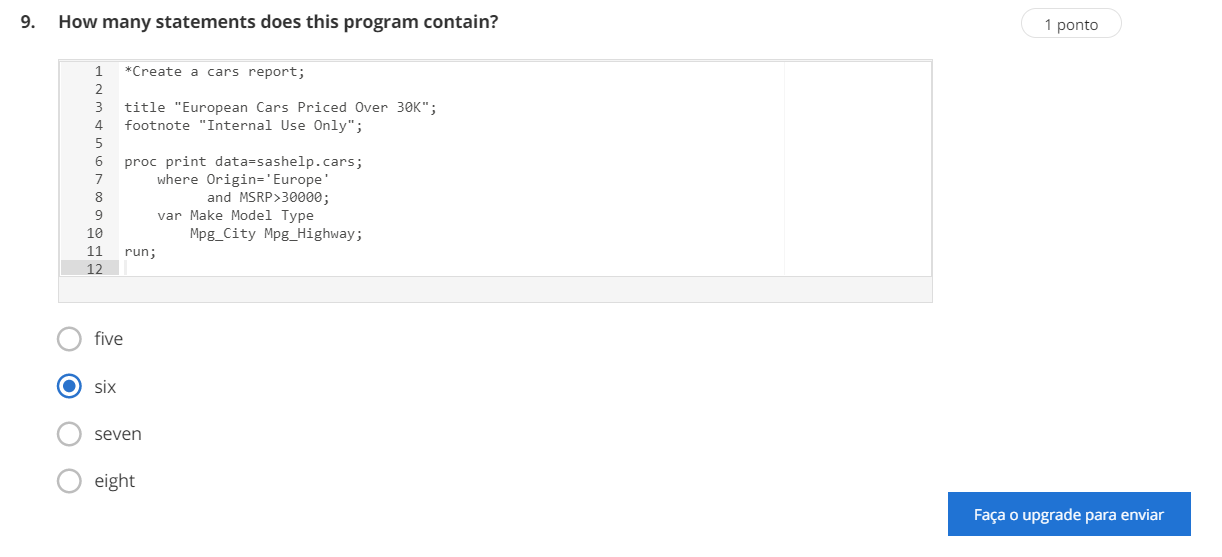 9. How many statements does this program contain?
1 ponto
1 *Create a cars report;
2
3 title "European Cars Priced Over 30K";
4 footnote "Internal Use Only";
5
6 proc print data=sashelp.cars;
7     where Origin='Europe'
8           and MSRP>30000;
9     var Make Model Type
10         Mpg_City Mpg_Highway;
11 run;
12
five
six
seven
eight
Faça o upgrade para enviar